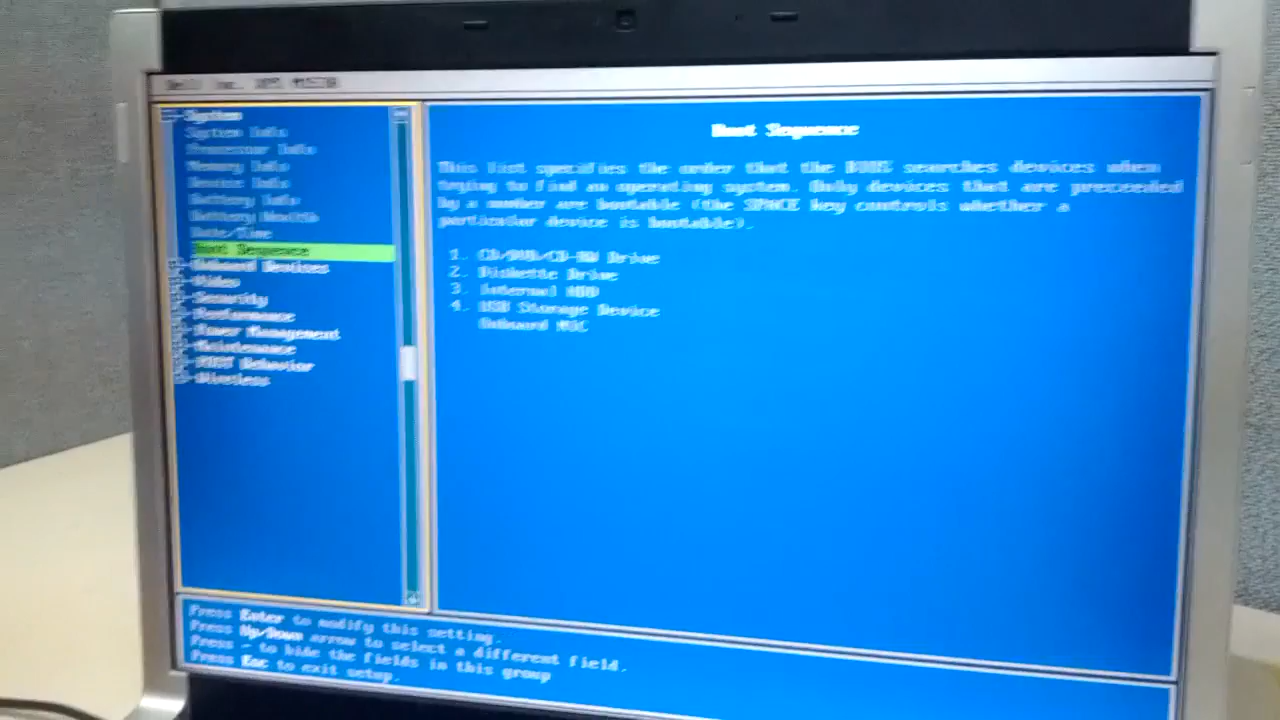 Dell Inc. XPS M1530
System
System Info
Processor Info
Memory Info
Device Info
Battery Info
Battery Health
Date/Time
Boot Sequence
Onboard Devices
Video
Security
Performance
Power Management
Maintenance
POST Behavior
Wireless
Boot Sequence
This list specifies the order that the BIOS searches devices when
trying to find an operating system. Only devices that are preceeded
by a number are bootable (the SPACE key controls whether a
particular device is bootable).
1. CD/DVD/CD-RW Drive
2. Diskette Drive
3. Internal HDD
4. USB Storage Device
Onboard NIC
Press Enter to modify this setting.
Press Up/Down arrow to select a different field.
Press - to hide the fields in this group
Press Esc to exit setup.